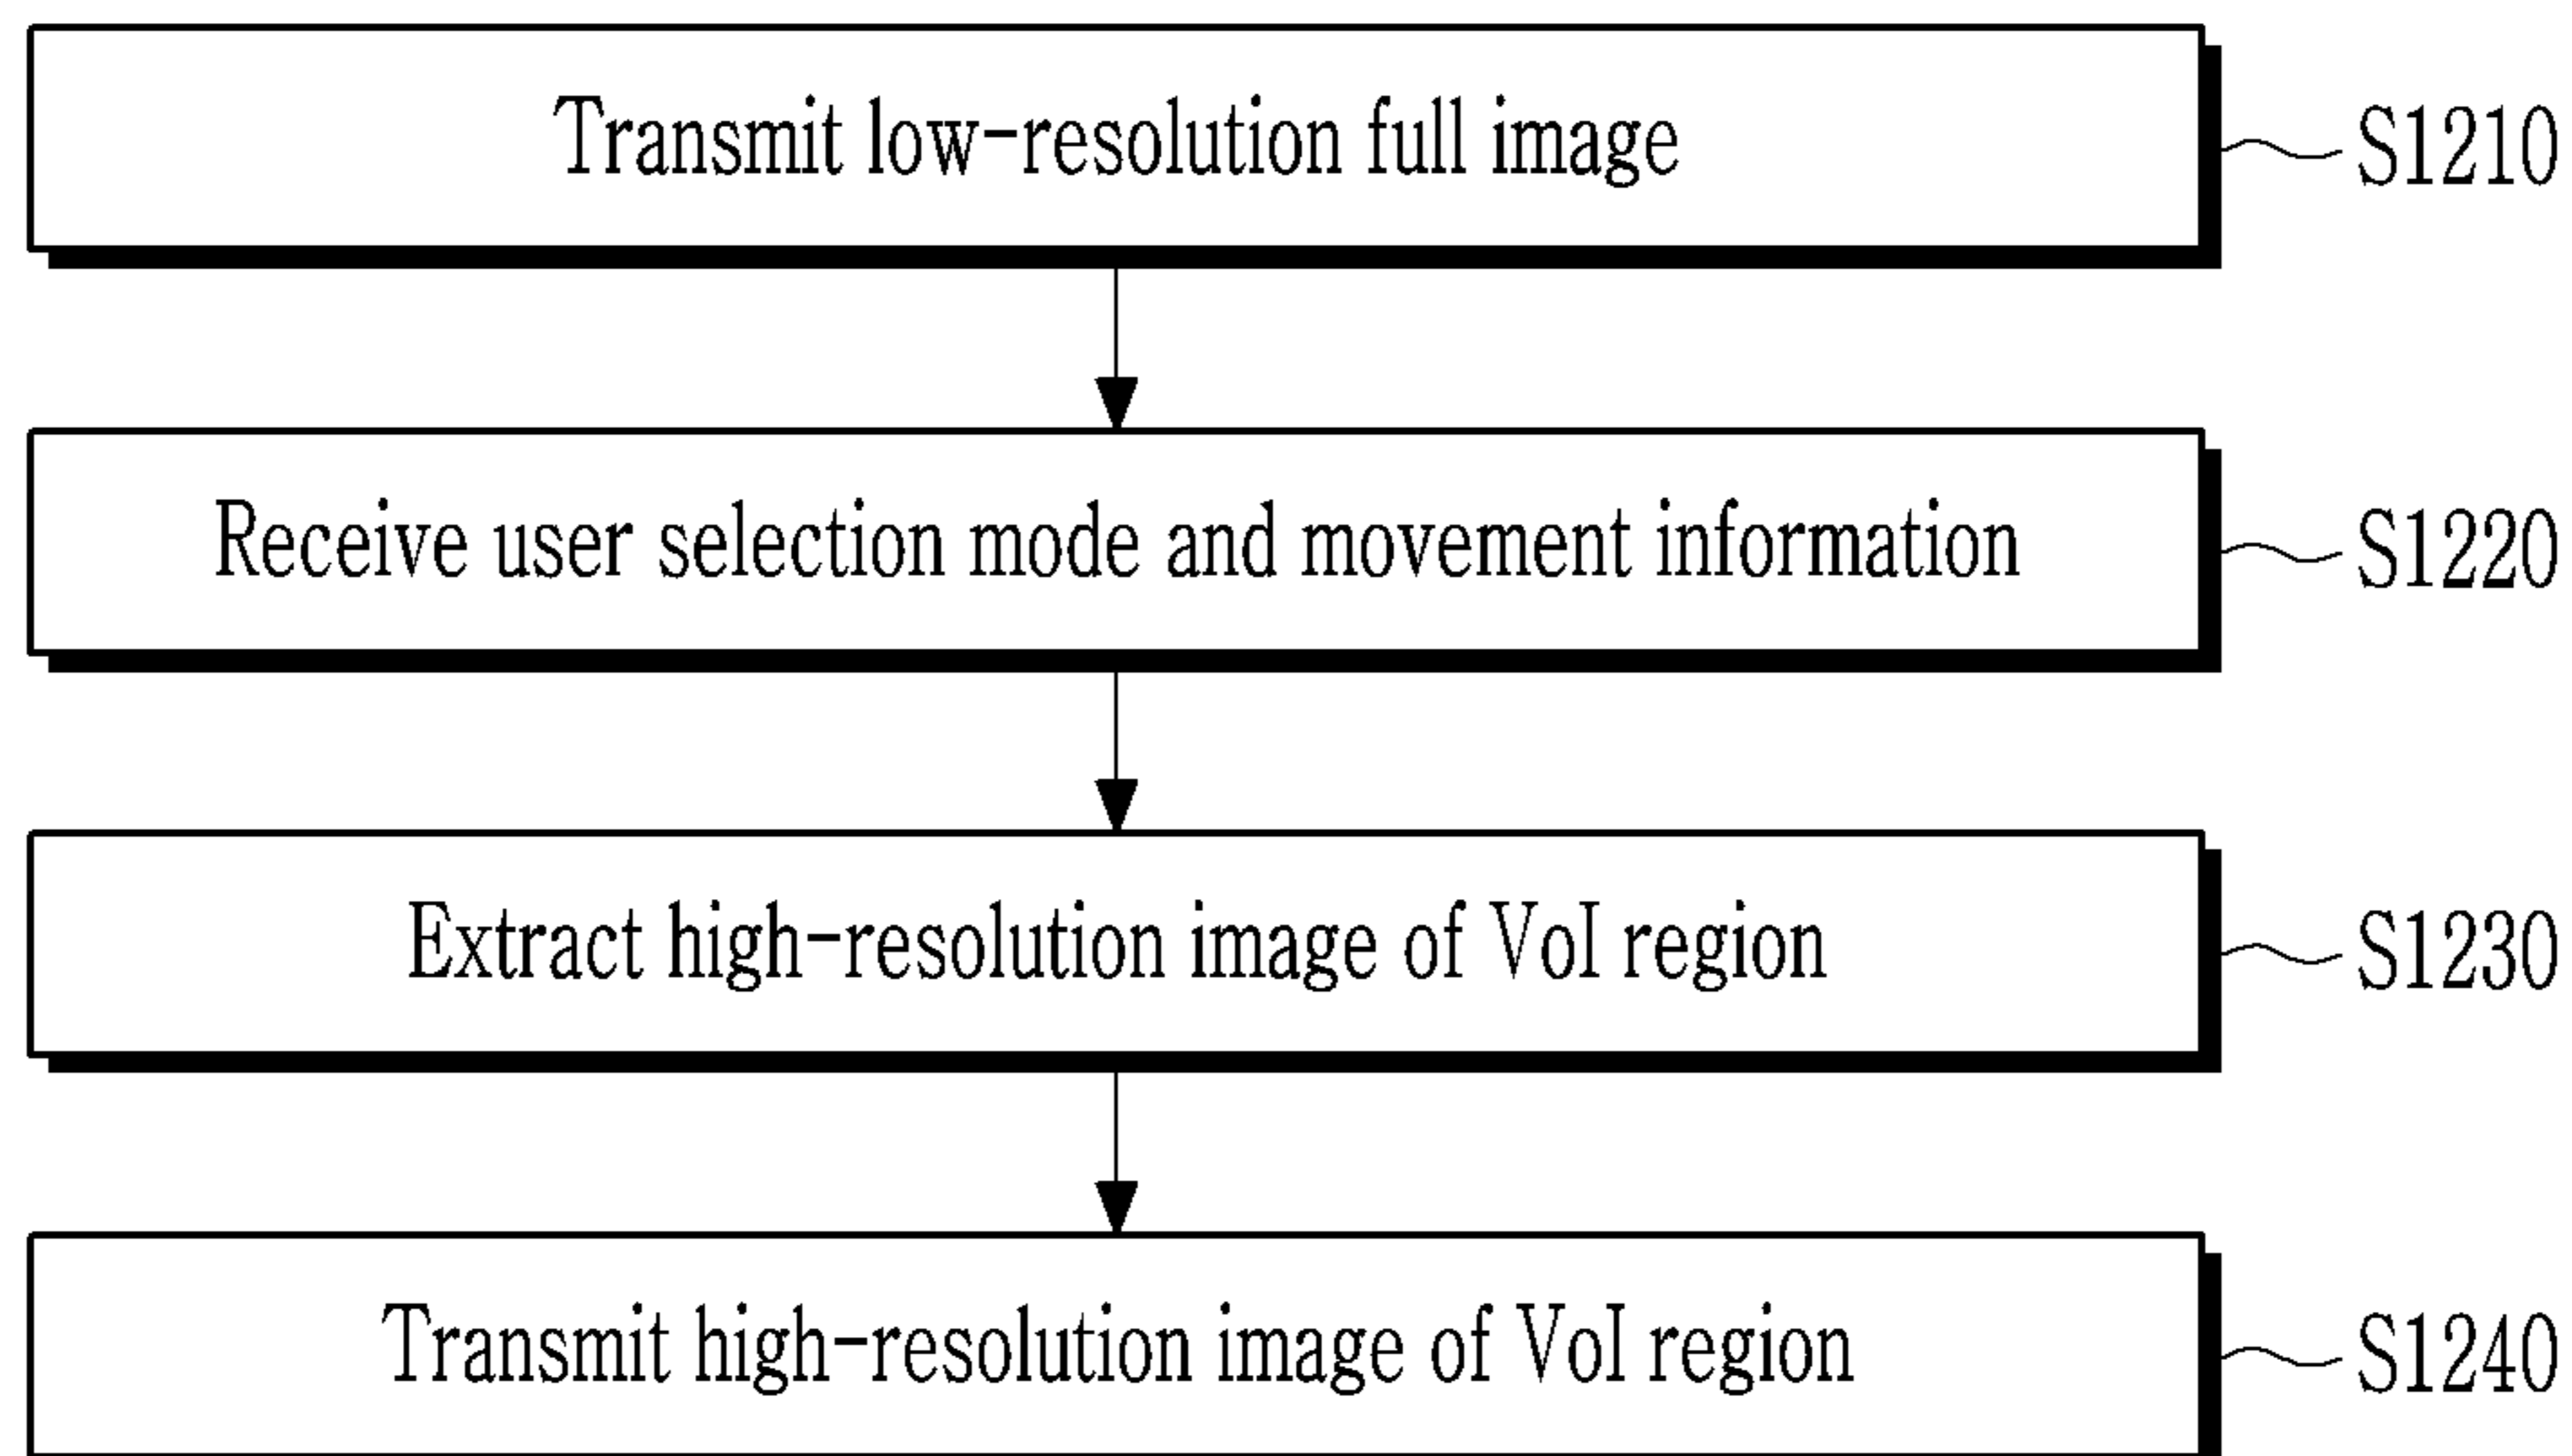 Transmit low-resolution full image
S1210
Receive user selection mode and movement information
S1220
Extract high-resolution image of VoI region
S1230
Transmit high-resolution image of VoI region
S1240